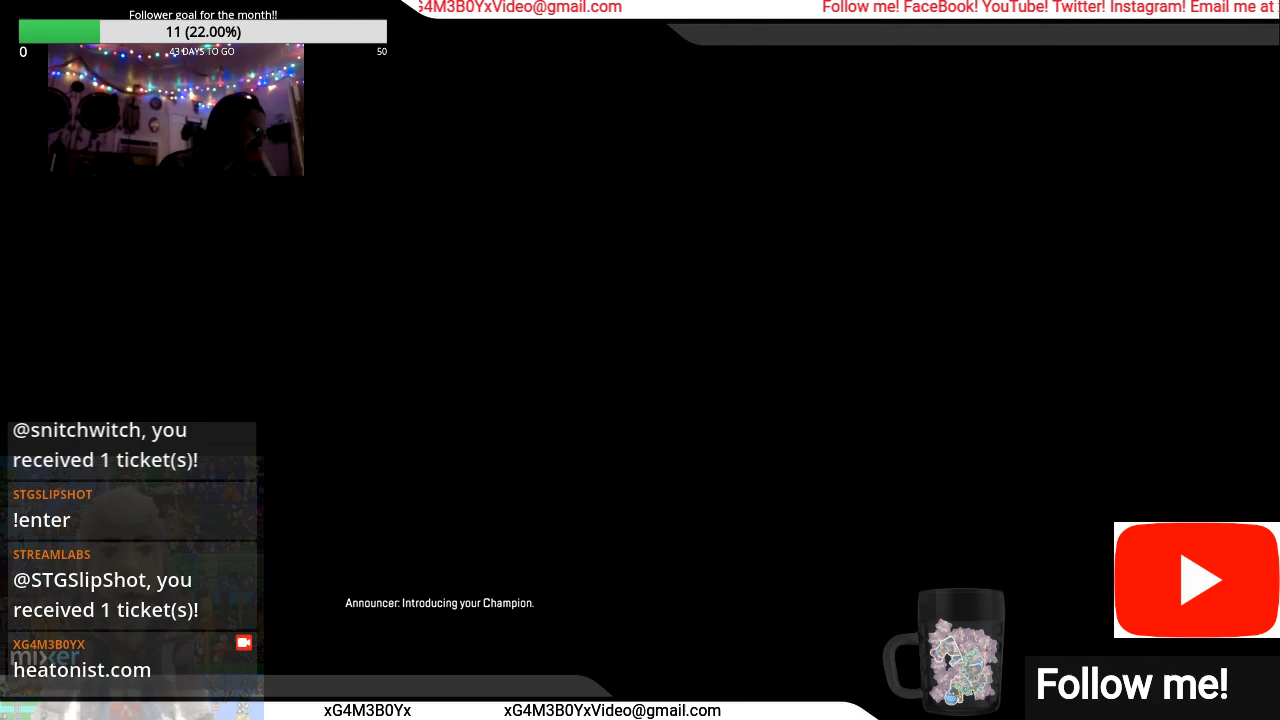 Follower goal for the month!!
11 (22.00%)
0
43 DAYS TO GO
50
G4M3B0YxVideo@gmail.com
Follow me! FaceBook! YouTube! Twitter! Instagram! Email me at
@snitchwitch, you
received 1 ticket(s)!
STGSLIPSHOT
!enter
STREAMLABS
@STGSlipShot, you
received 1 ticket(s)!
XG4M3B0YX
mixer
heatonist.com
Announcer: Introducing your Champion.
Follow me!
xG4M3B0Yx
xG4M3B0YxVideo@gmail.com